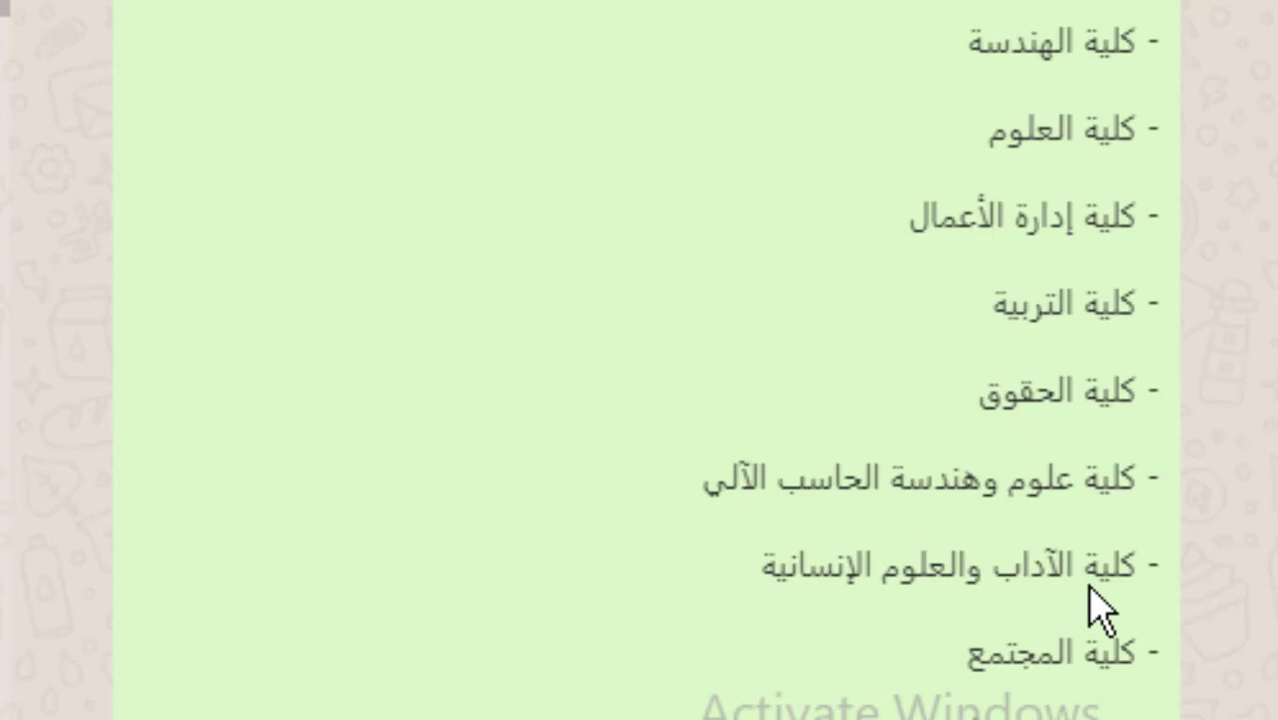 - كلية الهندسة
- كلية العلوم
- كلية إدارة الأعمال
- كلية التربية
- كلية الحقوق
- كلية علوم وهندسة الحاسب الآلي
- كلية الآداب والعلوم الإنسانية
- كلية المجتمع
Activate Windows